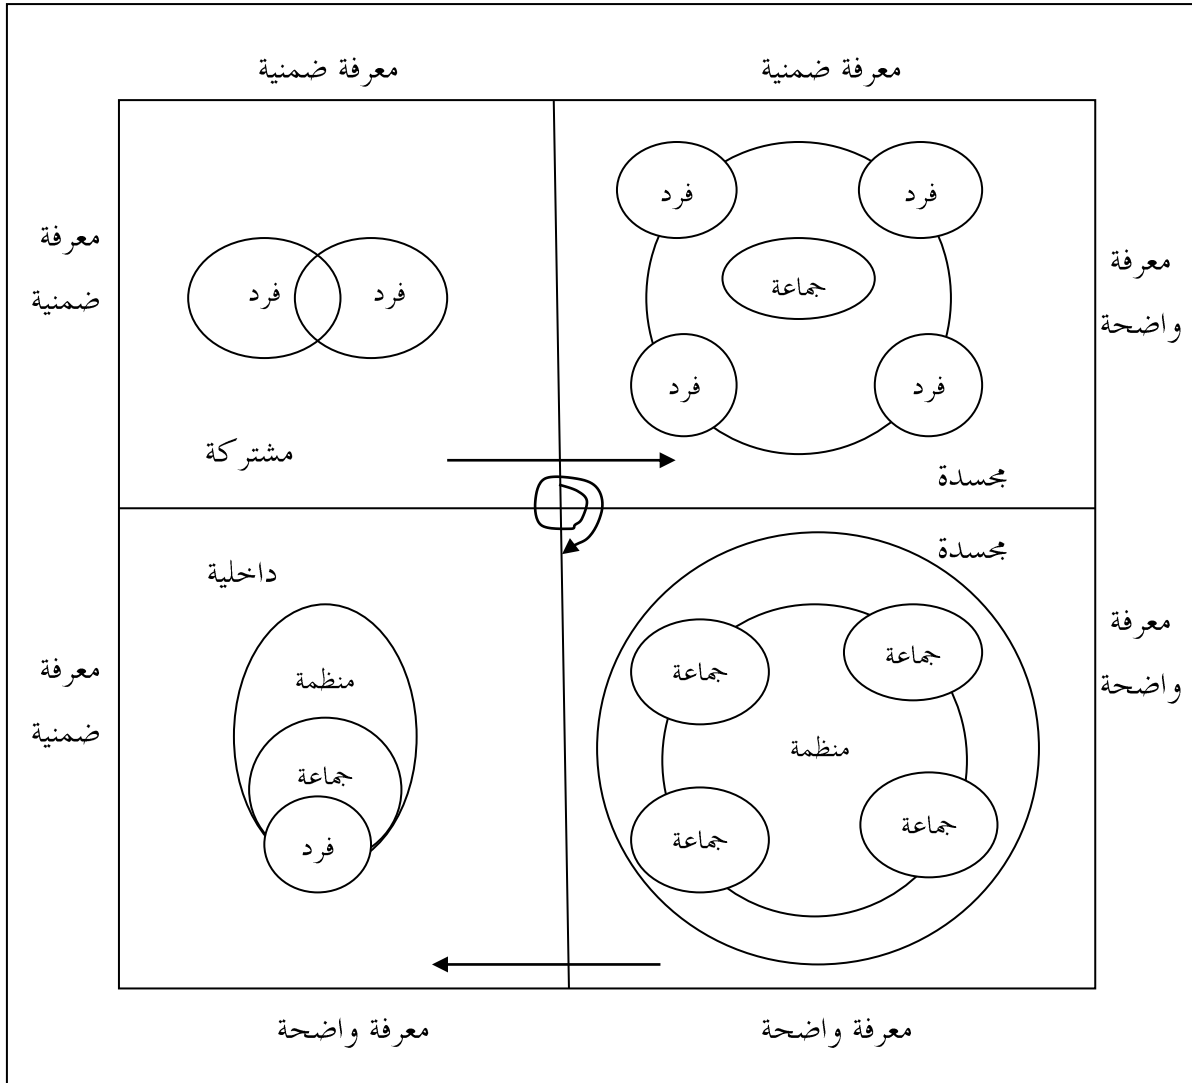 معرفة ضمنية
معرفة ضمنية
فرد
فرد
معرفة
واضحة
جماعة
فرد
فرد
مجسدة
معرفة
ضمنية
فرد
فرد
مشتركة
مجسدة
معرفة
واضحة
جماعة
جماعة
منظمة
جماعة
جماعة
داخلية
معرفة
ضمنية
منظمة
جماعة
فرد
معرفة واضحة
معرفة واضحة